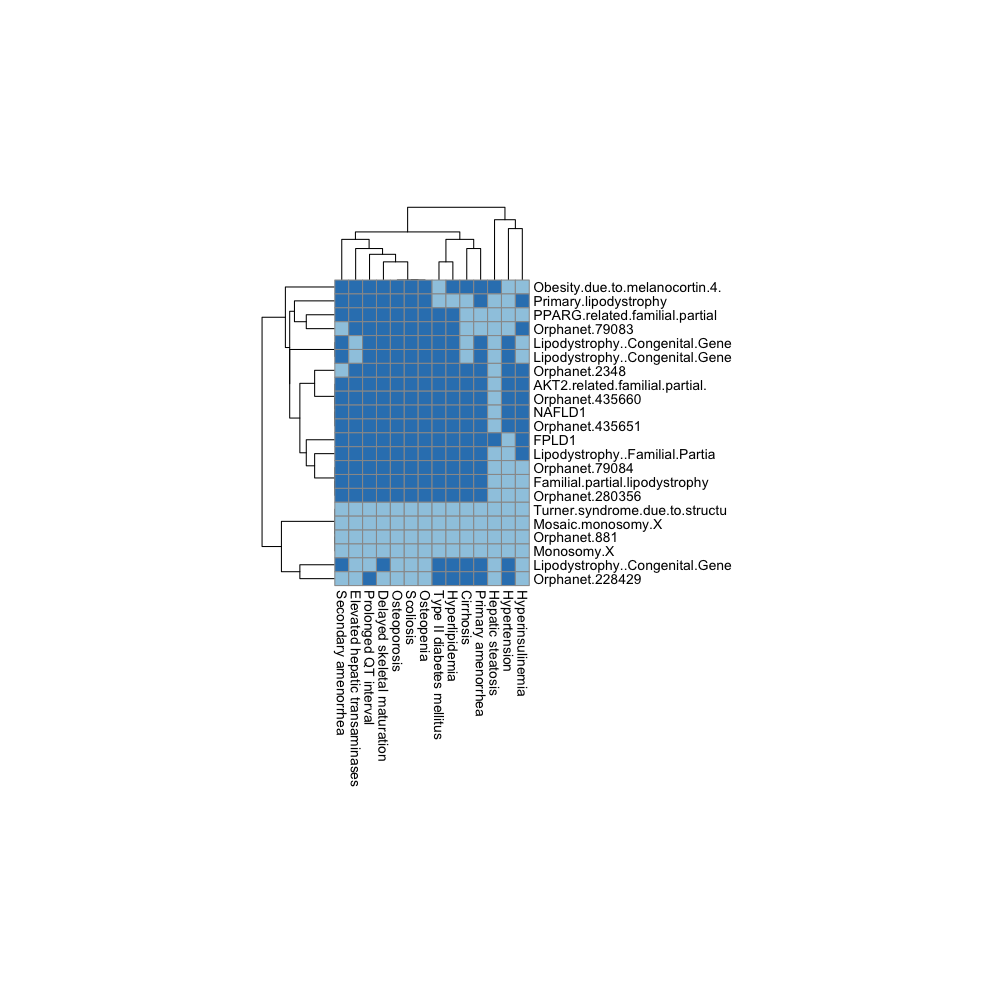 Obesity.due.to.melanocortin.4.
Primary.lipodystrophy
PPARG.related.familial.partial
Orphanet.79083
Lipodystrophy..Congenital.Gene
Lipodystrophy..Congenital.Gene
Orphanet.2348
AKT2.related.familial.partial.
Orphanet.435660
NAFLD1
Orphanet.435651
FPLD1
Lipodystrophy..Familial.Partia
Orphanet.79084
Familial.partial.lipodystrophy
Orphanet.280356
Turner.syndrome.due.to.structu
Mosaic.monosomy.X
Orphanet.881
Monosomy.X
Lipodystrophy..Congenital.Gene
Orphanet.228429
Secondary amenorrhea
Elevated hepatic transaminases
Prolonged QT interval
Delayed skeletal maturation
Osteoporosis
Scoliosis
Osteopenia
Type II diabetes mellitus
Hyperlipidemia
Cirrhosis
Primary amenorrhea
Hepatic steatosis
Hypertension
Hyperinsulinemia